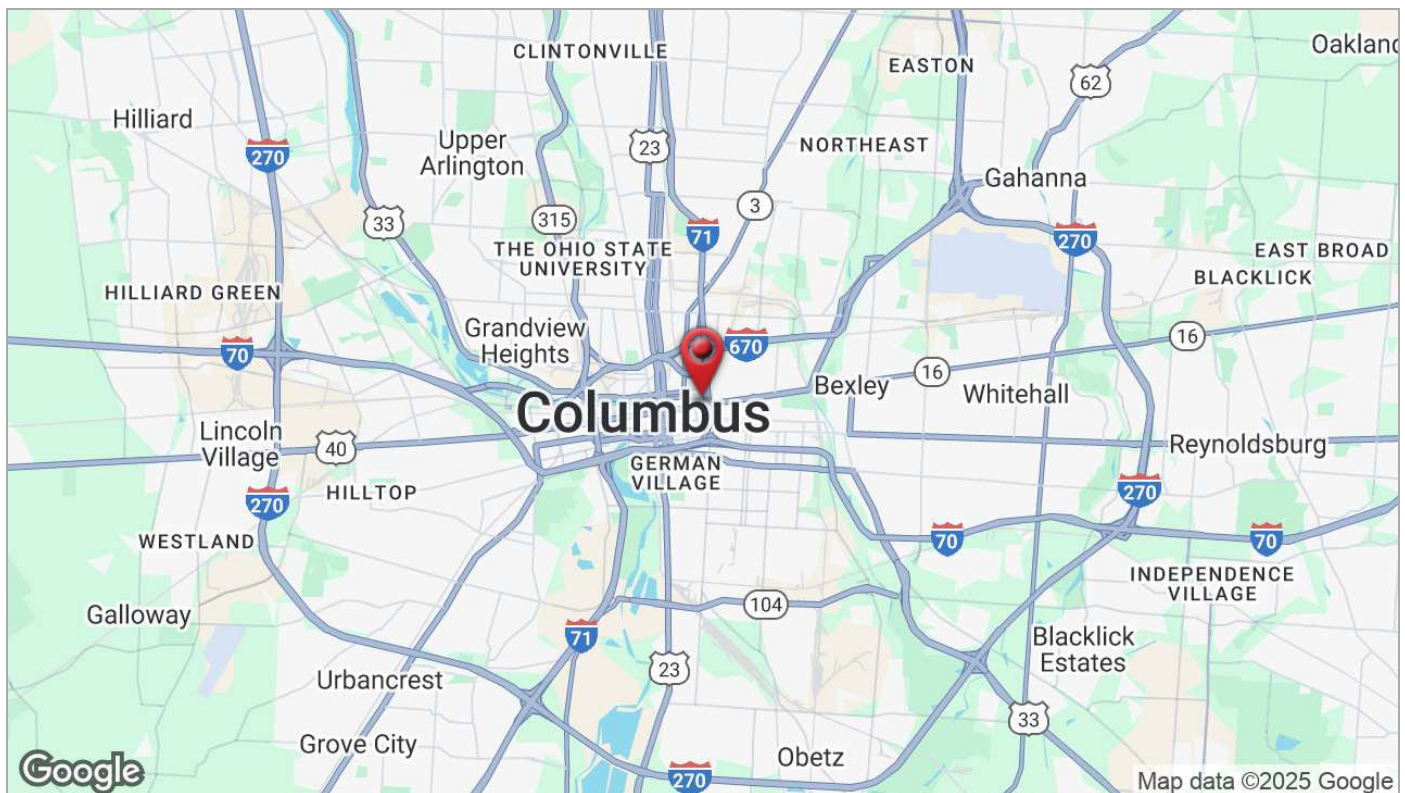 CLINTONVILLE
Oakland
EASTON
62
Hilliard
Upper
Arlington
23
NORTHEAST
270
Gahanna
33
315
3
71
270
THE OHIO STATE
UNIVERSITY
EAST BROAD
BLACKLICK
HILLIARD GREEN
Grandview
Heights
16
70
670
16
Bexley
Whitehall
Columbus
Lincoln
Village
40
Reynoldsburg
GERMAN
VILLAGE
HILLTOP
270
270
WESTLAND
70
70
INDEPENDENCE
VILLAGE
104
Galloway
71
Blacklick
Estates
23
Urbancrest
33
Grove City
Obetz
270
Google
Map data ©2025 Google